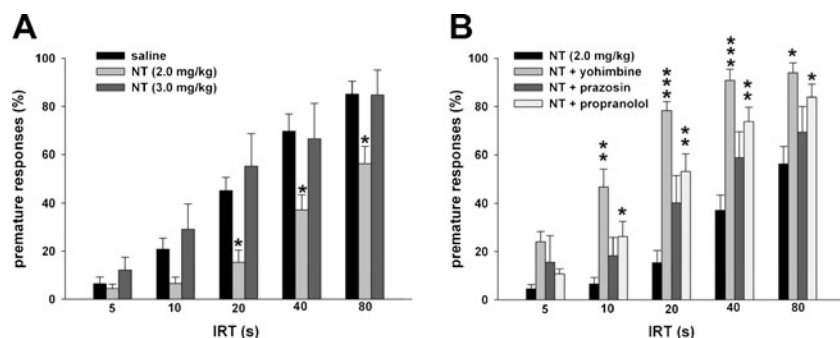 A
saline
NT (2.0 mg/kg)
NT (3.0 mg/kg)
premature responses (%)
100
80
60
40
20
0
*
*
*
5 10 20 40 80
IRT (s)
B
NT (2.0 mg/kg)
NT + yohimbine
NT + prazosin
NT + propranolol
premature responses (%)
100
80
60
40
20
0
**
*
***
**
***
**
*
*
5 10 20 40 80
IRT (s)